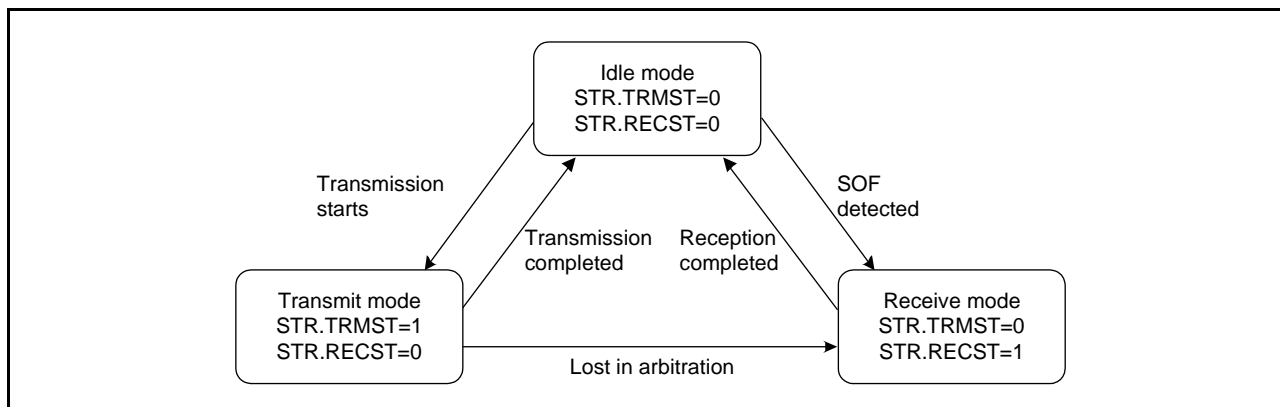 Idle mode
STR.TRMST=0
STR.RECST=0
Transmission
starts
SOF
detected
Transmission
completed
Reception
completed
Transmit mode
STR.TRMST=1
STR.RECST=0
Receive mode
STR.TRMST=0
STR.RECST=1
Lost in arbitration